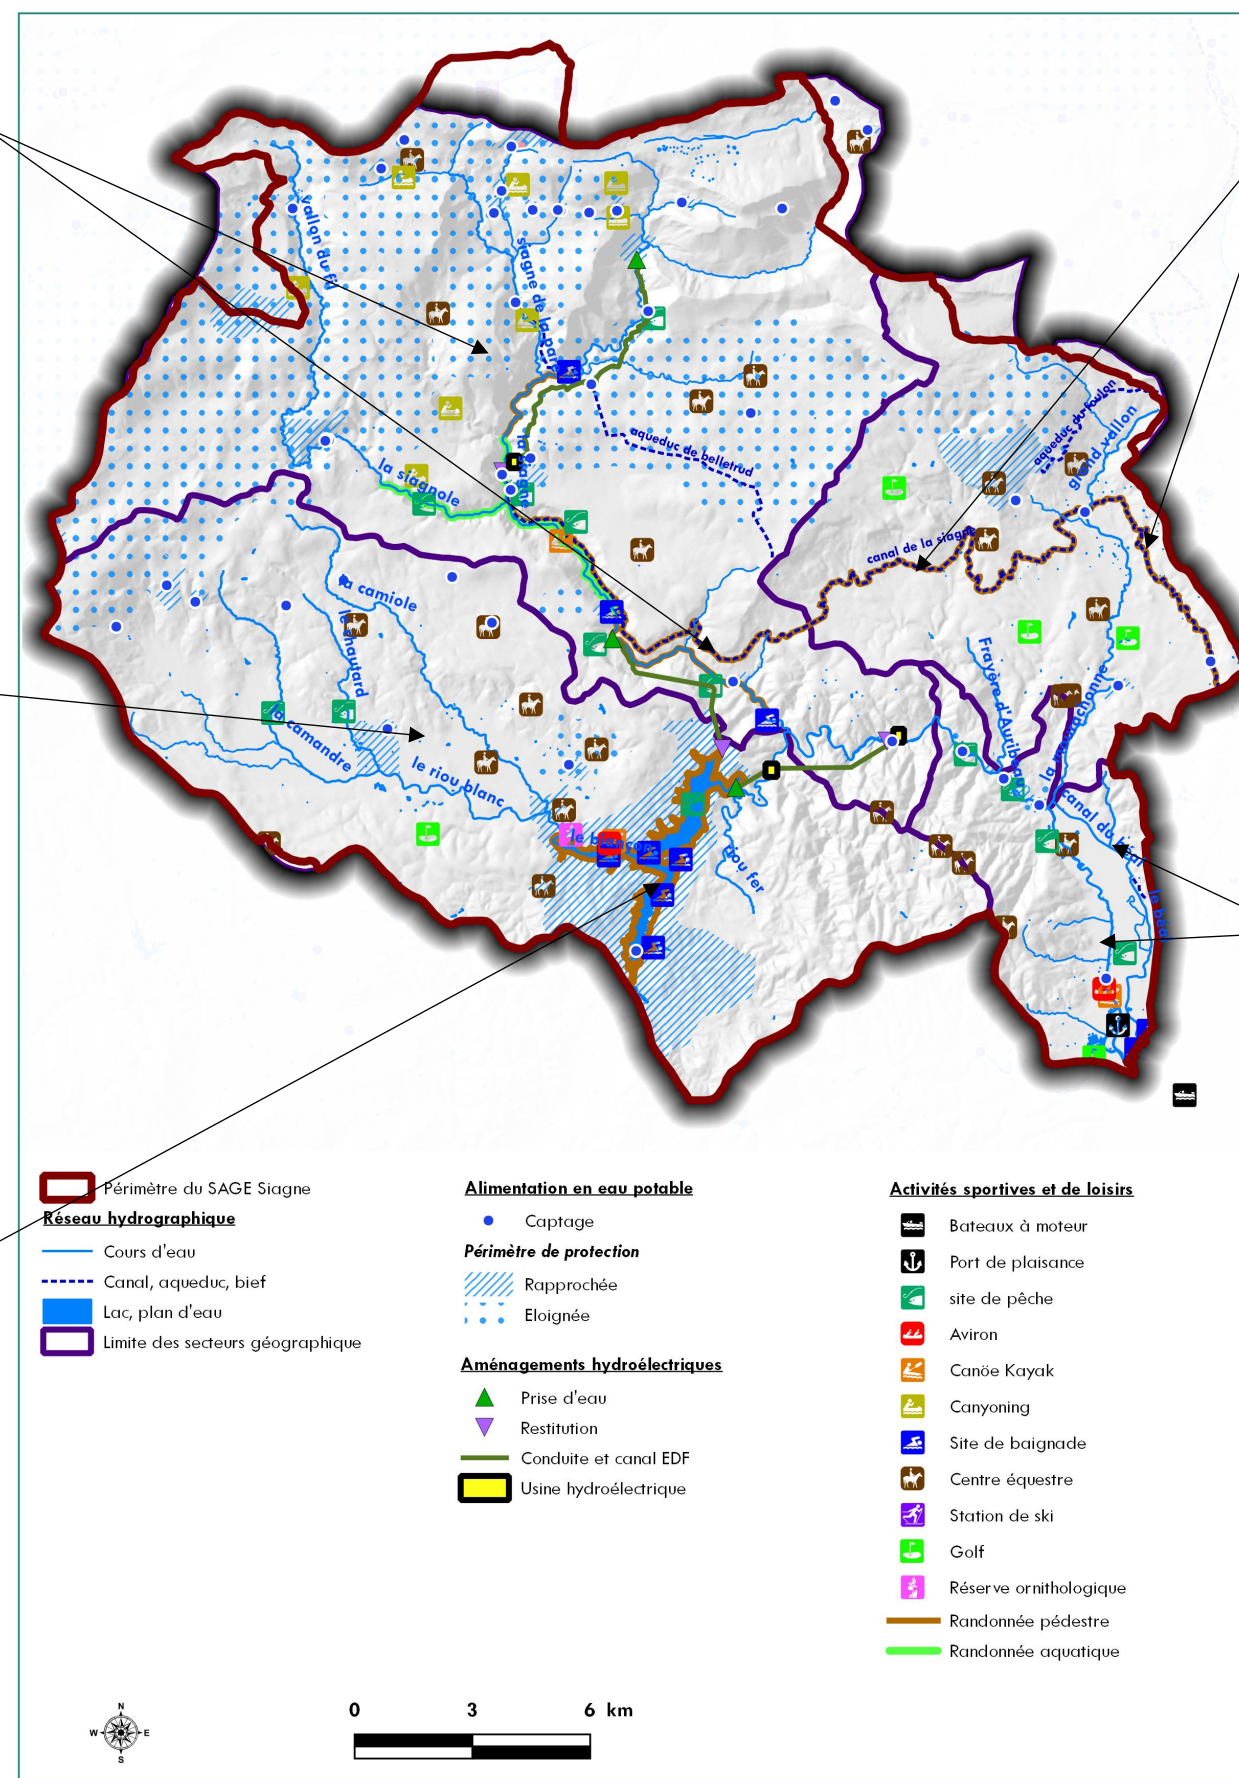 vallon du fil
siagne de la pare
la siagnole
la siagne
aqueduc de belletrud
aqueduc du foulon
grand vallon
canal de la siagne
la camiole
le chautard
la camandre
le riou blanc
le biançon
riou fer
Frayère d'Auribeau
la mourachonne
canal du béal
le béal
Périmètre du SAGE Siagne
Réseau hydrographique
Cours d'eau
Canal, aqueduc, bief
Lac, plan d'eau
Limite des secteurs géographique
Alimentation en eau potable
Captage
Périmètre de protection
Rapprochée
Eloignée
Aménagements hydroélectriques
Prise d'eau
Restitution
Conduite et canal EDF
Usine hydroélectrique
Activités sportives et de loisirs
Bateaux à moteur
Port de plaisance
site de pêche
Aviron
Canöe Kayak
Canyoning
Site de baignade
Centre équestre
Station de ski
Golf
Réserve ornithologique
Randonnée pédestre
Randonnée aquatique
N
W E
S
0 3 6 km